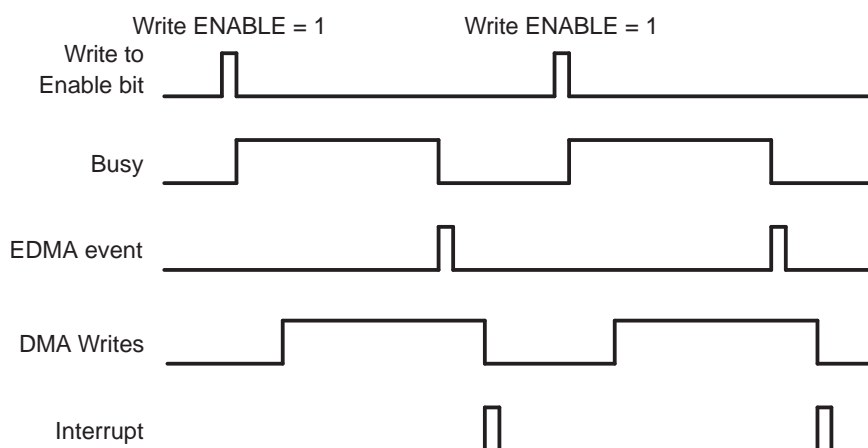 Write ENABLE = 1 Write ENABLE = 1
Write to
Enable bit
Busy
EDMA event
DMA Writes
Interrupt